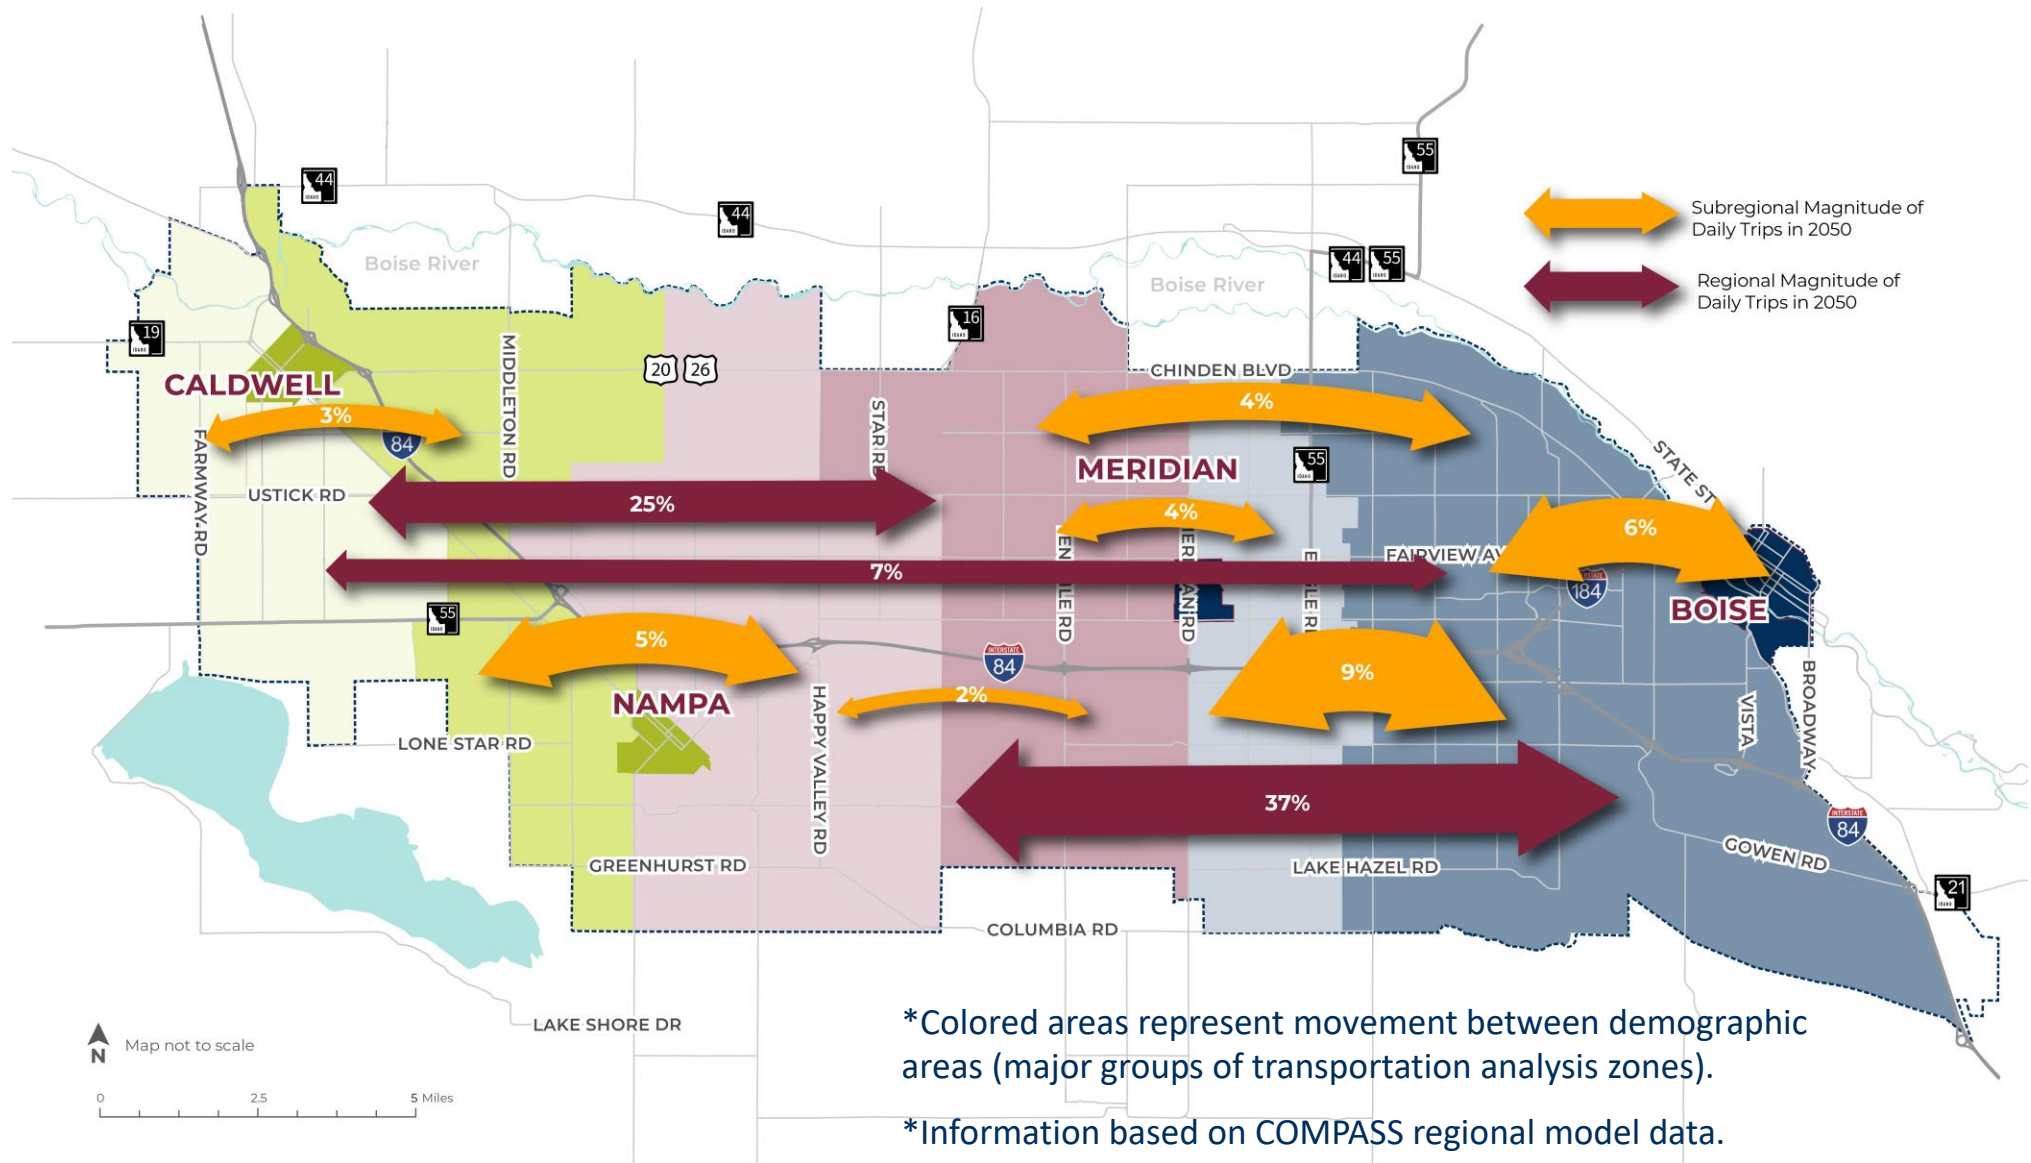 44
55
44
Subregional Magnitude of
Daily Trips in 2050
Boise River
44
55
Boise River
Regional Magnitude of
Daily Trips in 2050
19
16
MIDDLETON RD
20
26
CHINDEN BLVD
CALDWELL
3%
4%
FARMWAY RD
84
STAR RD
MERIDIAN
55
STATE ST
USTICK RD
25%
4%
6%
FAIRVIEW AV
7%
184
BOISE
55
5%
INTERSTATE
84
9%
2%
NAMPA
HAPPY VALLEY RD
VISTA
BROADWAY
LONE STAR RD
37%
INTERSTATE
84
GOWEN RD
GREENHURST RD
LAKE HAZEL RD
21
COLUMBIA RD
LAKE SHORE DR
N
Map not to scale
0
2.5
5 Miles
*Colored areas represent movement between demographic
areas (major groups of transportation analysis zones).
*Information based on COMPASS regional model data.